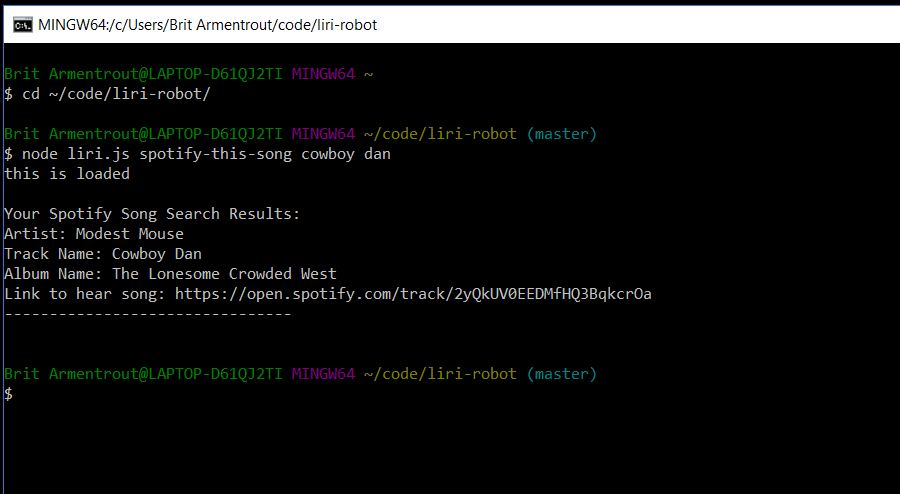 MINGW64:/c/Users/Brit Armentrout/code/liri-robot
Brit Armentrout@LAPTOP-D61QJ2TI MINGW64 ~
$ cd ~/code/liri-robot/
Brit Armentrout@LAPTOP-D61QJ2TI MINGW64 ~/code/liri-robot (master)
$ node liri.js spotify-this-song cowboy dan
this is loaded
Your Spotify Song Search Results:
Artist: Modest Mouse
Track Name: Cowboy Dan
Album Name: The Lonesome Crowded West
Link to hear song: https://open.spotify.com/track/2yQkUV0EEDMfHQ3BqkcrOa
--------------------------------
Brit Armentrout@LAPTOP-D61QJ2TI MINGW64 ~/code/liri-robot (master)
$